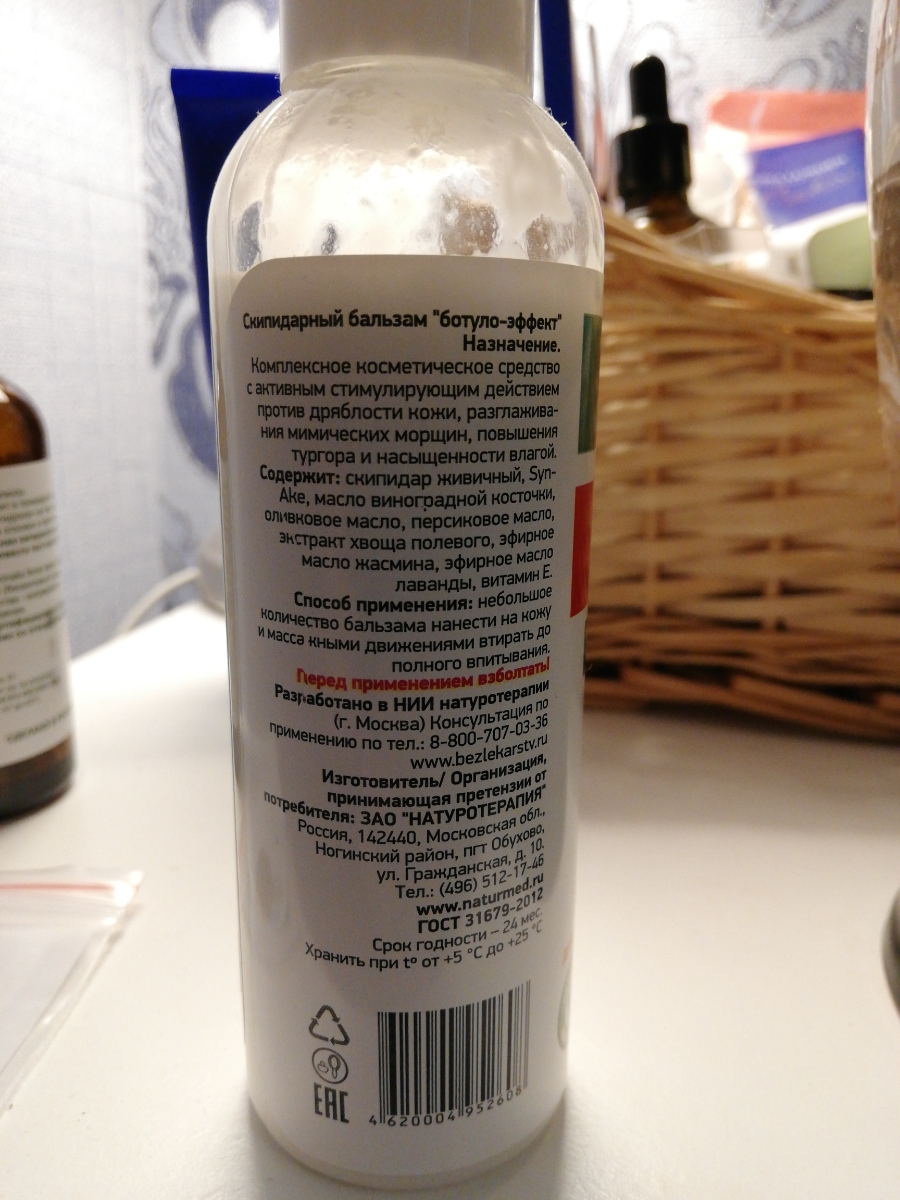 Скипидарный бальзам "ботуло-эффект"
Назначение.
Комплексное косметическое средство
с активным стимулирующим действием
против дряблости кожи, разглажива-
ния мимических морщин, повышения
тургора и насыщенности влагой.
Содержит: скипидар живичный, Syn-
Ake, масло виноградной косточки,
оливковое масло, персиковое масло,
экстракт хвоща полевого, эфирное
масло жасмина, эфирное масло
лаванды, витамин Е.
Способ применения: небольшое
количество бальзама нанести на кожу
и масса жными движениями втирать до
полного впитывания.
Перед применением взболтать!
Разработано в НИИ натуротерапии
(г. Москва) Консультация по
применению по тел.: 8-800-707-03-36
www.bezlekarstv.ru
Изготовитель/ Организация,
принимающая претензии от
потребителя: ЗАО "НАТУРОТЕРАПИЯ"
Россия, 142440, Московская обл.,
Ногинский район, пгт Обухово,
ул. Гражданская, д. 10.
Тел.: (496) 512-17-46
www.naturmed.ru
ГОСТ 31679-2012
Срок годности – 24 мес.
Хранить при t° от +5 °C до +25 °C
EAC
4 620004 952608